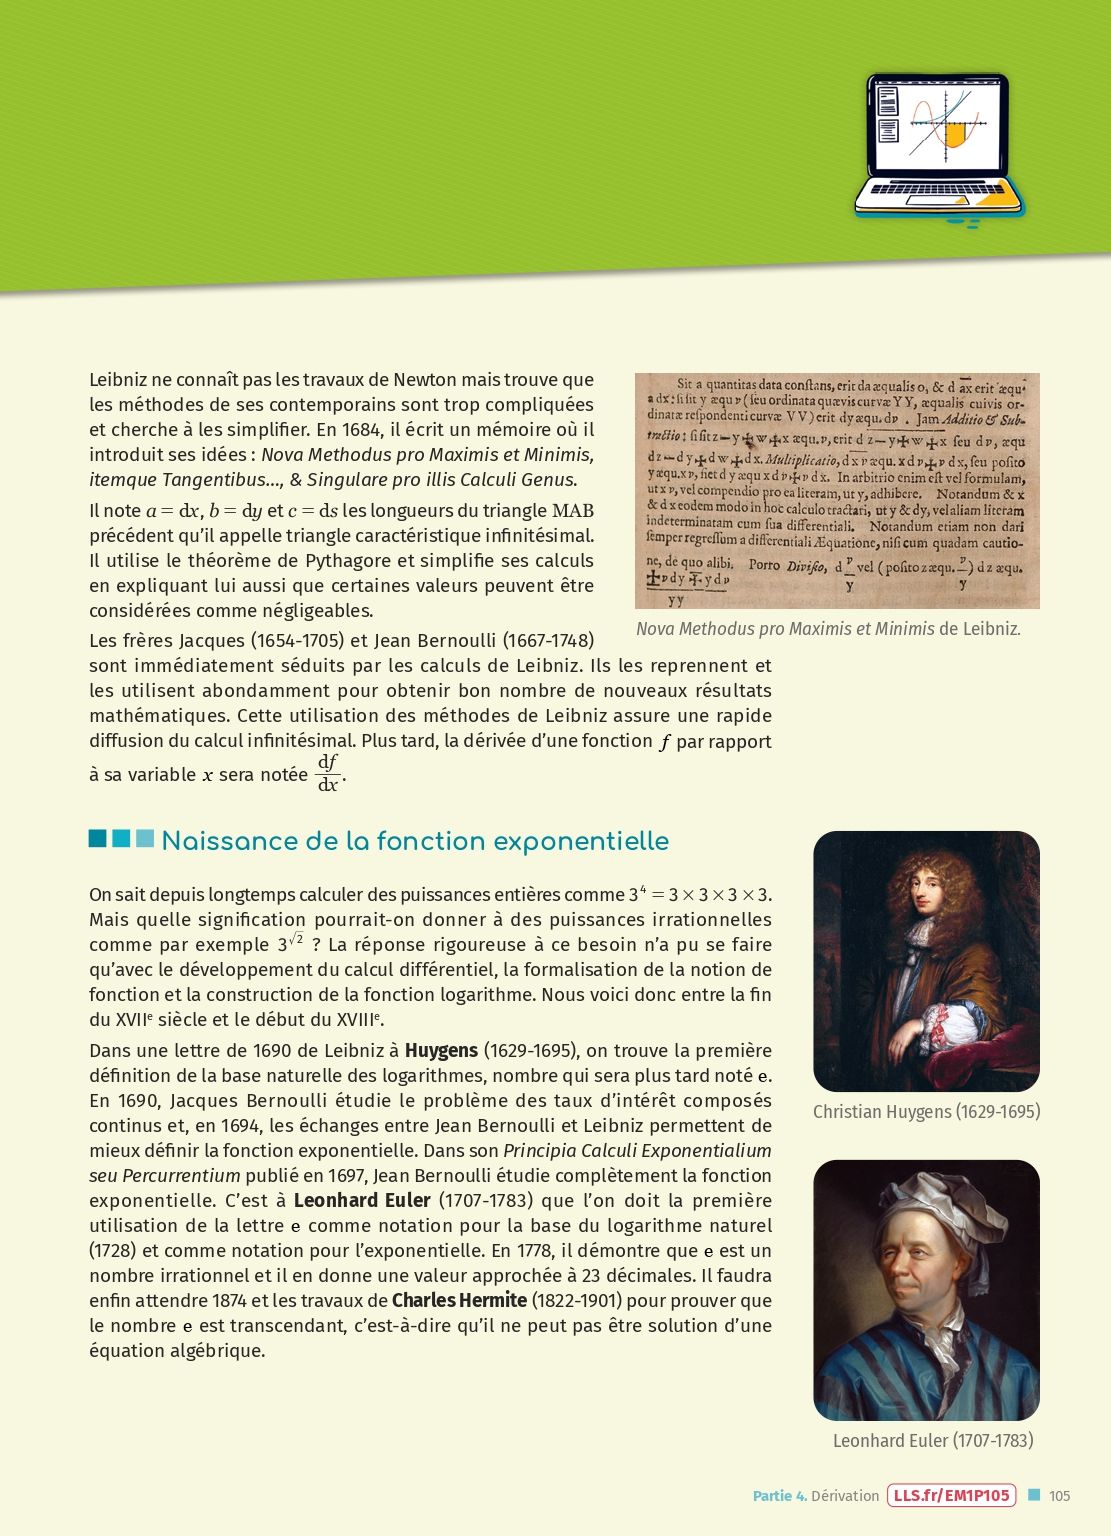 Leibniz ne connaît pas les travaux de Newton mais trouve que
les méthodes de ses contemporains sont trop compliquées
et cherche à les simplifier. En 1684, il écrit un mémoire où il
introduit ses idées : Nova Methodus pro Maximis et Minimis,
itemque Tangentibus…, & Singulare pro illis Calculi Genus.
Il note a = dx, b = dy et c = ds les longueurs du triangle MAB
précédent qu’il appelle triangle caractéristique infinitésimal.
Il utilise le théorème de Pythagore et simplifie ses calculs
en expliquant lui aussi que certaines valeurs peuvent être
considérées comme négligeables.
Les frères Jacques (1654-1705) et Jean Bernoulli (1667-1748)
sont immédiatement séduits par les calculs de Leibniz. Ils les reprennent et
les utilisent abondamment pour obtenir bon nombre de nouveaux résultats
mathématiques. Cette utilisation des méthodes de Leibniz assure une rapide
diffusion du calcul infinitésimal. Plus tard, la dérivée d’une fonction f par rapport
à sa variable x sera notée df/dx.
Sit a quantitas data conſtans, erit da æqualis 0, & d ax erit æqu.
a dx: ſi ſit y æqu v (ſeu ordinata quævis curvæ YY, æqualis cuivis or-
dinatæ reſpondenti curvæ VV) erit dy æqu. dv . Jam Additio & Sub-
tractio: ſi ſit z – y ✠ w ✠ x æqu. v, erit d z – y ✠ w ✠ x ſeu dv, æqu
dz – dy ✠ dw ✠ dx. Multiplicatio, d x v æqu. x dv ✠ v dx, ſeu poſito
y æqu. xv, fiet d y æqu x dv ✠ v dx. In arbitrio enim eſt vel formulam,
ut xv, vel compendio pro ea literam, ut y, adhibere. Notandum & x
& dx eodem modo in hoc calculo tractari, ut y & dy, vel aliam literam
indeterminatam cum ſua differentiali. Notandum etiam non dari
ſemper regreſſum a differentiali Æquatione, niſi cum quadam cautio-
ne, de quo alibi. Porro Diviſio, d v/y vel (poſito z æqu. v/y) dz æqu.
✠ v dy ✠ y dv
yy
Nova Methodus pro Maximis et Minimis de Leibniz.
Naissance de la fonction exponentielle
On sait depuis longtemps calculer des puissances entières comme 3⁴ = 3 × 3 × 3 × 3.
Mais quelle signification pourrait-on donner à des puissances irrationnelles
comme par exemple 3^√2 ? La réponse rigoureuse à ce besoin n’a pu se faire
qu’avec le développement du calcul différentiel, la formalisation de la notion de
fonction et la construction de la fonction logarithme. Nous voici donc entre la fin
du XVIIᵉ siècle et le début du XVIIIᵉ.
Dans une lettre de 1690 de Leibniz à Huygens (1629-1695), on trouve la première
définition de la base naturelle des logarithmes, nombre qui sera plus tard noté e.
En 1690, Jacques Bernoulli étudie le problème des taux d’intérêt composés
continus et, en 1694, les échanges entre Jean Bernoulli et Leibniz permettent de
mieux définir la fonction exponentielle. Dans son Principia Calculi Exponentialium
seu Percurrentium publié en 1697, Jean Bernoulli étudie complètement la fonction
exponentielle. C’est à Leonhard Euler (1707-1783) que l’on doit la première
utilisation de la lettre e comme notation pour la base du logarithme naturel
(1728) et comme notation pour l’exponentielle. En 1778, il démontre que e est un
nombre irrationnel et il en donne une valeur approchée à 23 décimales. Il faudra
enfin attendre 1874 et les travaux de Charles Hermite (1822-1901) pour prouver que
le nombre e est transcendant, c’est-à-dire qu’il ne peut pas être solution d’une
équation algébrique.
Christian Huygens (1629-1695)
Leonhard Euler (1707-1783)
Partie 4. Dérivation LLS.fr/EM1P105 105